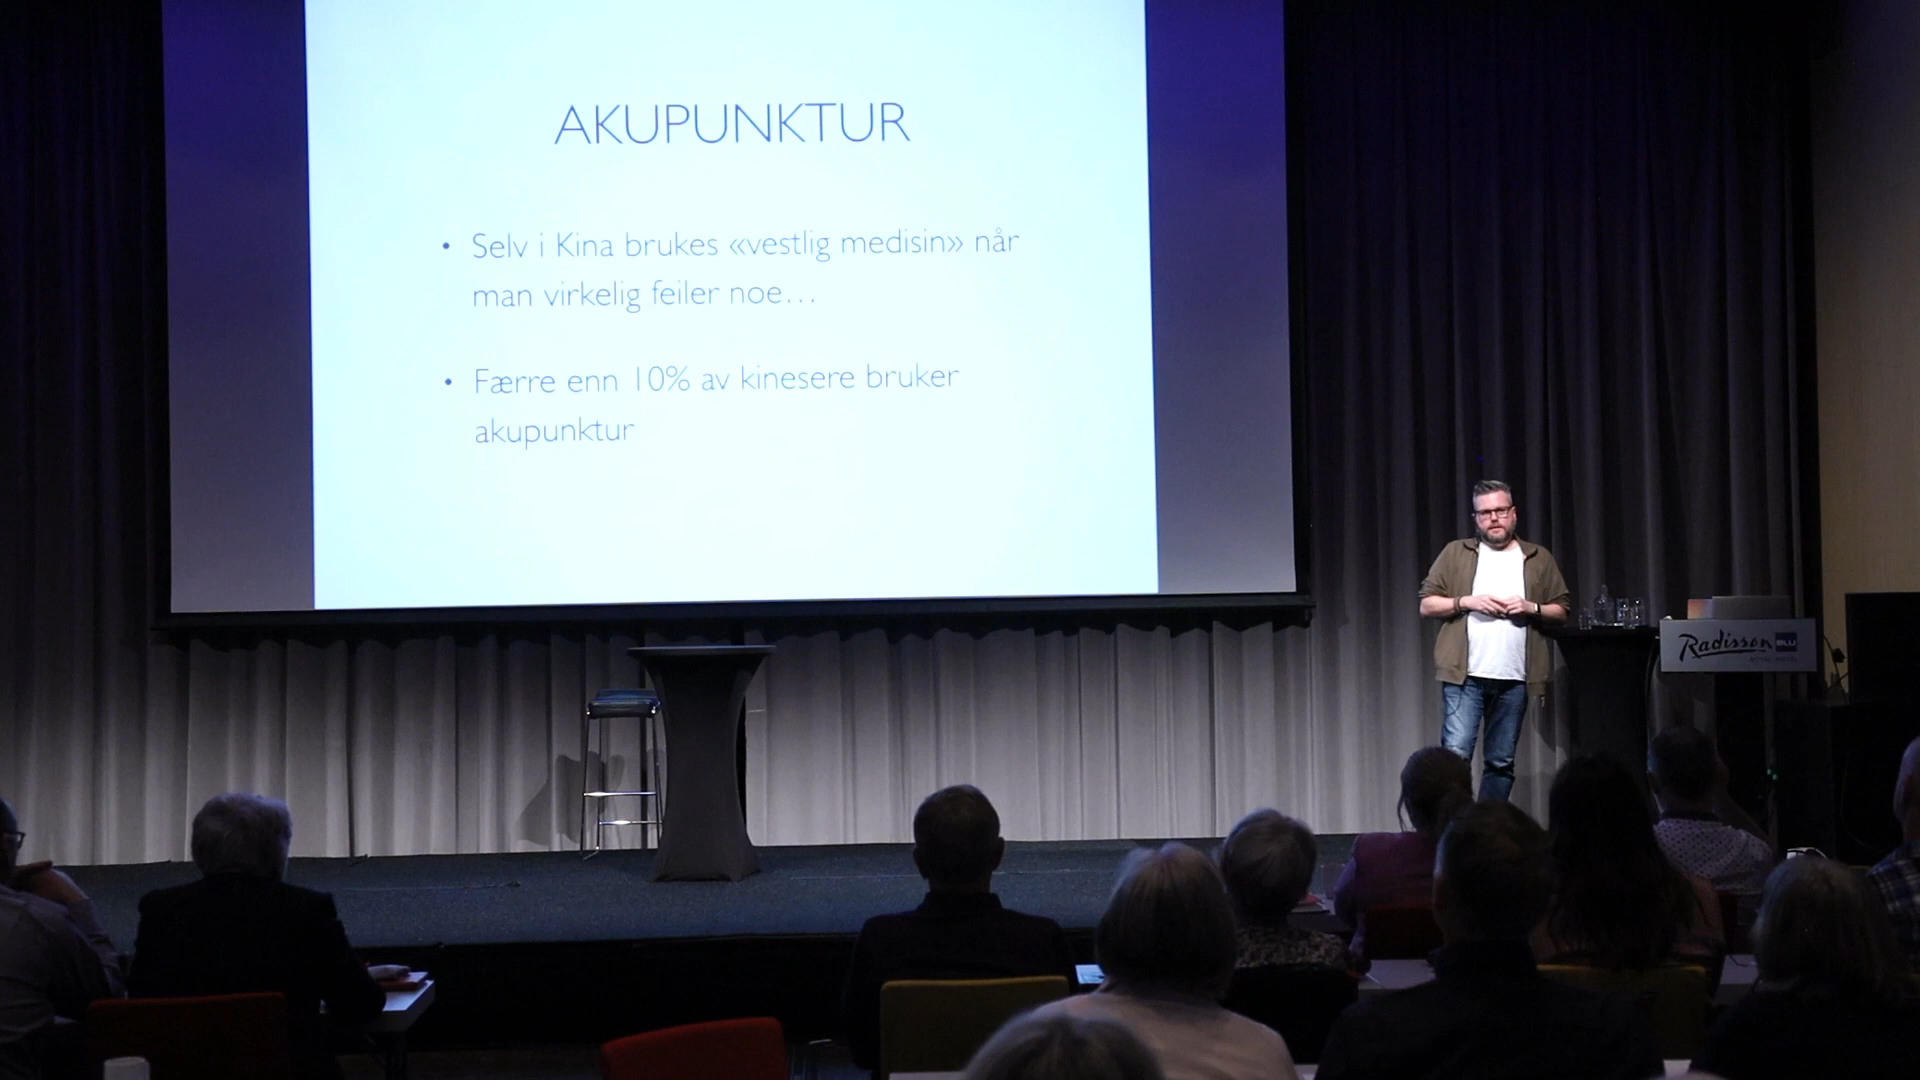 AKUPUNKTUR
• Selv i Kina brukes «vestlig medisin» når
man virkelig feiler noe…
• Færre enn 10% av kinesere bruker
akupunktur
Radisson BLU